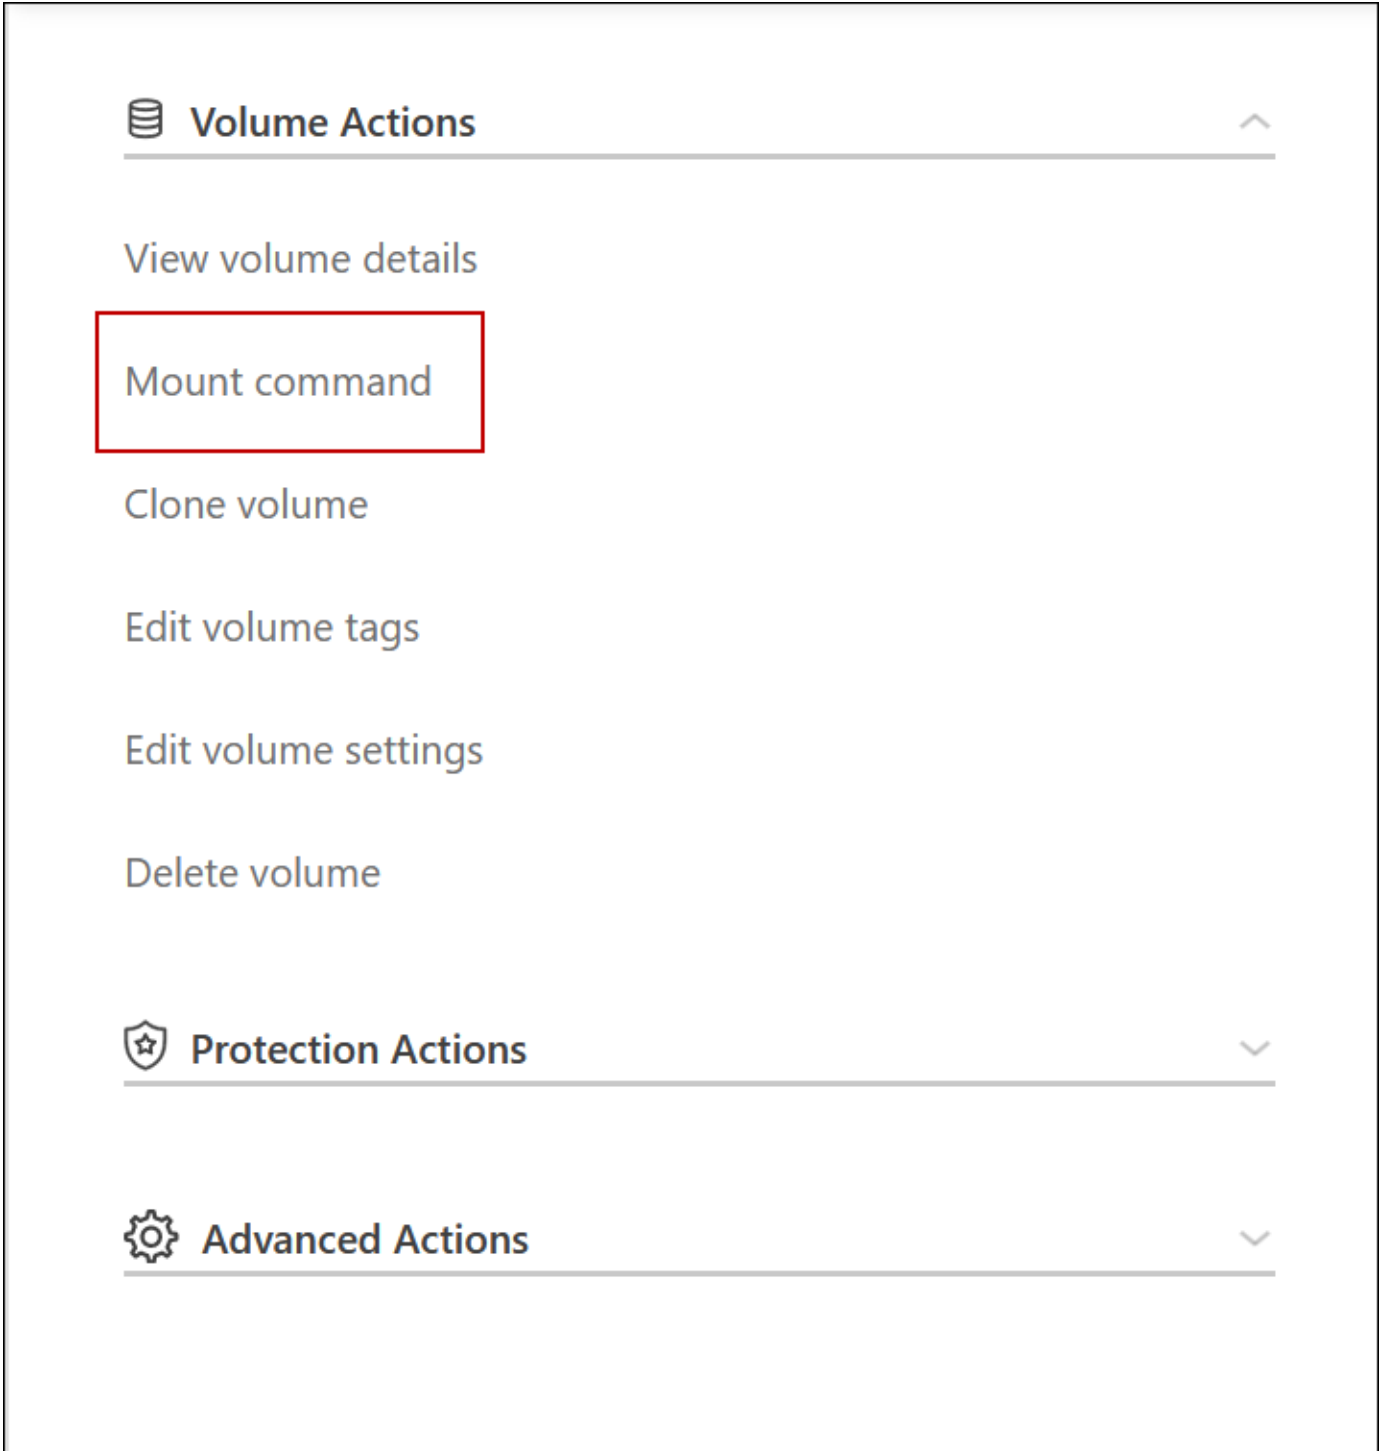 Volume Actions
View volume details
Mount command
Clone volume
Edit volume tags
Edit volume settings
Delete volume
Protection Actions
Advanced Actions